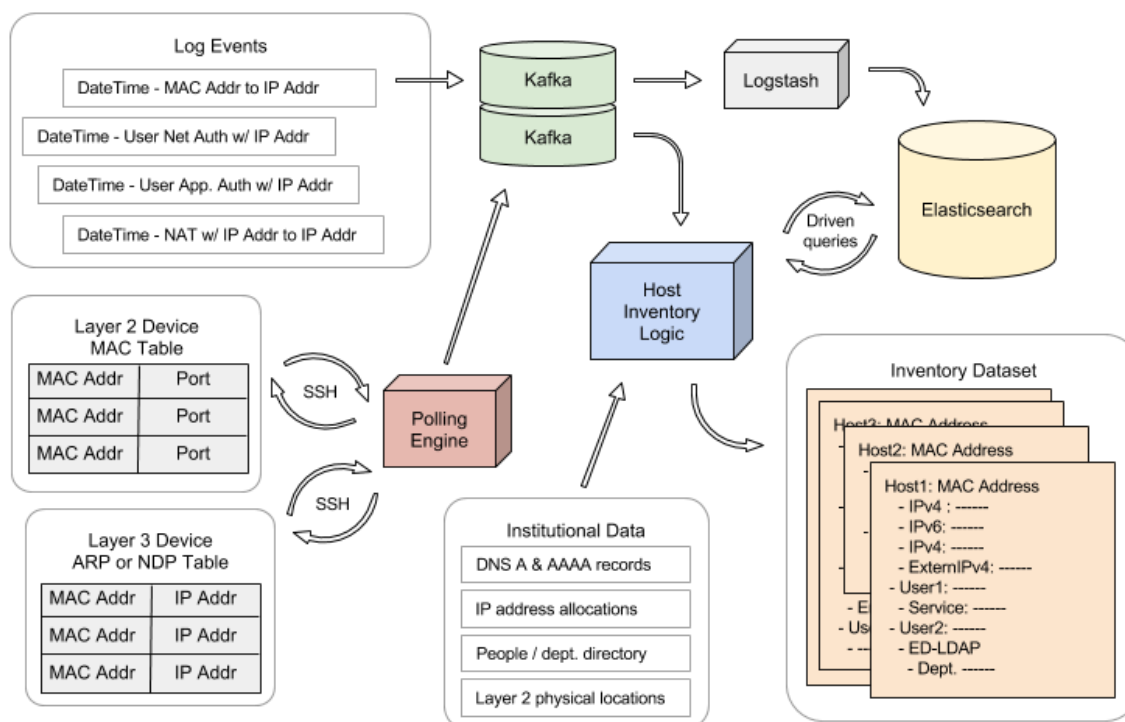 Log Events
DateTime - MAC Addr to IP Addr
DateTime - User Net Auth w/ IP Addr
DateTime - User App. Auth w/ IP Addr
DateTime - NAT w/ IP Addr to IP Addr
Kafka
Kafka
Logstash
Elasticsearch
Driven
queries
Host
Inventory
Logic
Layer 2 Device
MAC Table
MAC Addr Port
MAC Addr Port
MAC Addr Port
SSH
Polling
Engine
SSH
Layer 3 Device
ARP or NDP Table
MAC Addr IP Addr
MAC Addr IP Addr
MAC Addr IP Addr
Institutional Data
DNS A & AAAA records
IP address allocations
People / dept. directory
Layer 2 physical locations
Inventory Dataset
Host3: MAC Address
Host2: MAC Address
Host1: MAC Address
- IPv4 : ------
- IPv6: ------
- IPv4: ------
- ExternIPv4: ------
- User1: ------
- Service: ------
- User2: ------
- ED-LDAP
- Dept. ------